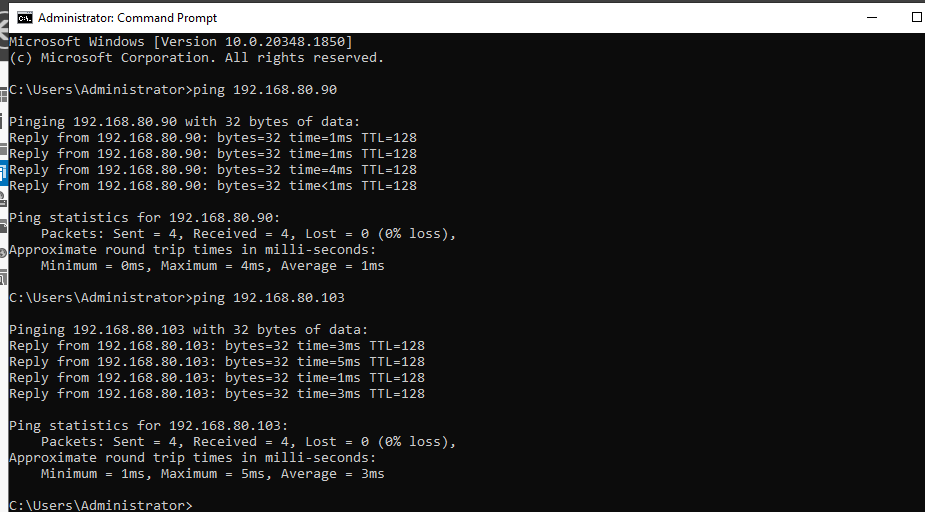 Administrator: Command Prompt
Microsoft Windows [Version 10.0.20348.1850]
(c) Microsoft Corporation. All rights reserved.
C:\Users\Administrator>ping 192.168.80.90
Pinging 192.168.80.90 with 32 bytes of data:
Reply from 192.168.80.90: bytes=32 time=1ms TTL=128
Reply from 192.168.80.90: bytes=32 time=1ms TTL=128
Reply from 192.168.80.90: bytes=32 time=4ms TTL=128
Reply from 192.168.80.90: bytes=32 time<1ms TTL=128
Ping statistics for 192.168.80.90:
    Packets: Sent = 4, Received = 4, Lost = 0 (0% loss),
Approximate round trip times in milli-seconds:
    Minimum = 0ms, Maximum = 4ms, Average = 1ms
C:\Users\Administrator>ping 192.168.80.103
Pinging 192.168.80.103 with 32 bytes of data:
Reply from 192.168.80.103: bytes=32 time=3ms TTL=128
Reply from 192.168.80.103: bytes=32 time=5ms TTL=128
Reply from 192.168.80.103: bytes=32 time=1ms TTL=128
Reply from 192.168.80.103: bytes=32 time=3ms TTL=128
Ping statistics for 192.168.80.103:
    Packets: Sent = 4, Received = 4, Lost = 0 (0% loss),
Approximate round trip times in milli-seconds:
    Minimum = 1ms, Maximum = 5ms, Average = 3ms
C:\Users\Administrator>